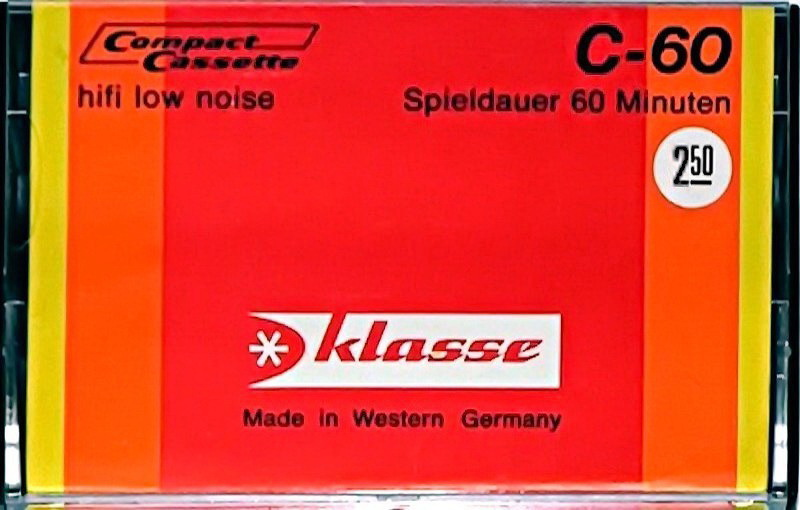 Compact
Cassette
C-60
hifi low noise
Spieldauer 60 Minuten
2 50
klasse
Made in Western Germany